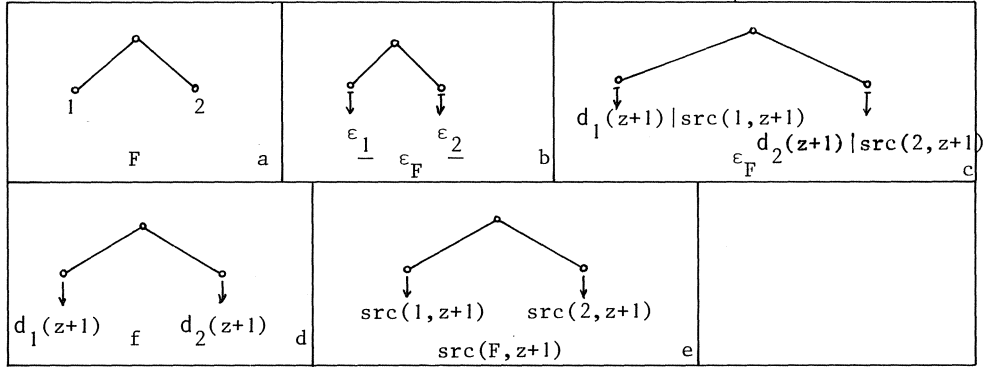 1 2
F a
ε1 ε2
εF b
d1(z+1)|src(1,z+1)
d2(z+1)|src(2,z+1)
εF c
d1(z+1) f d2(z+1) d
src(1,z+1) src(2,z+1)
src(F,z+1) e